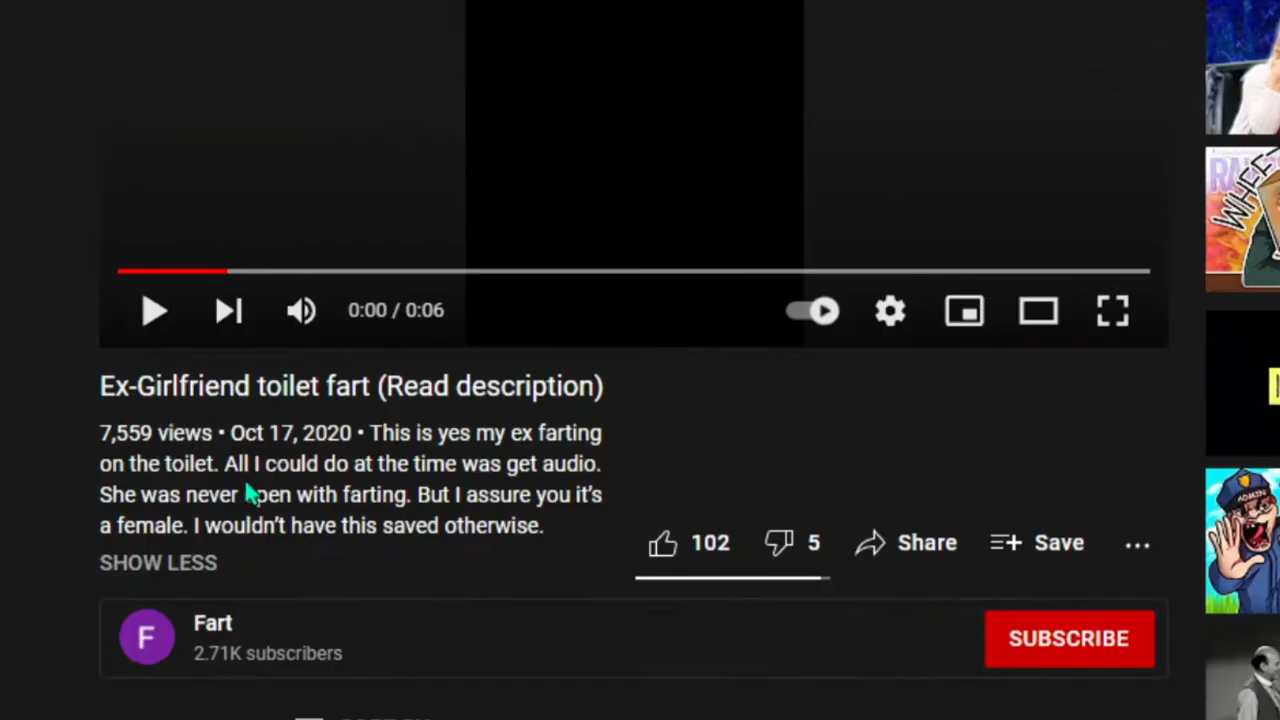 WHEE
ADMIN
0:00 / 0:06
Ex-Girlfriend toilet fart (Read description)
7,559 views • Oct 17, 2020 • This is yes my ex farting
on the toilet. All I could do at the time was get audio.
She was never open with farting. But I assure you it's
a female. I wouldn't have this saved otherwise.
SHOW LESS
102
5
Share
Save
F
Fart
2.71K subscribers
SUBSCRIBE